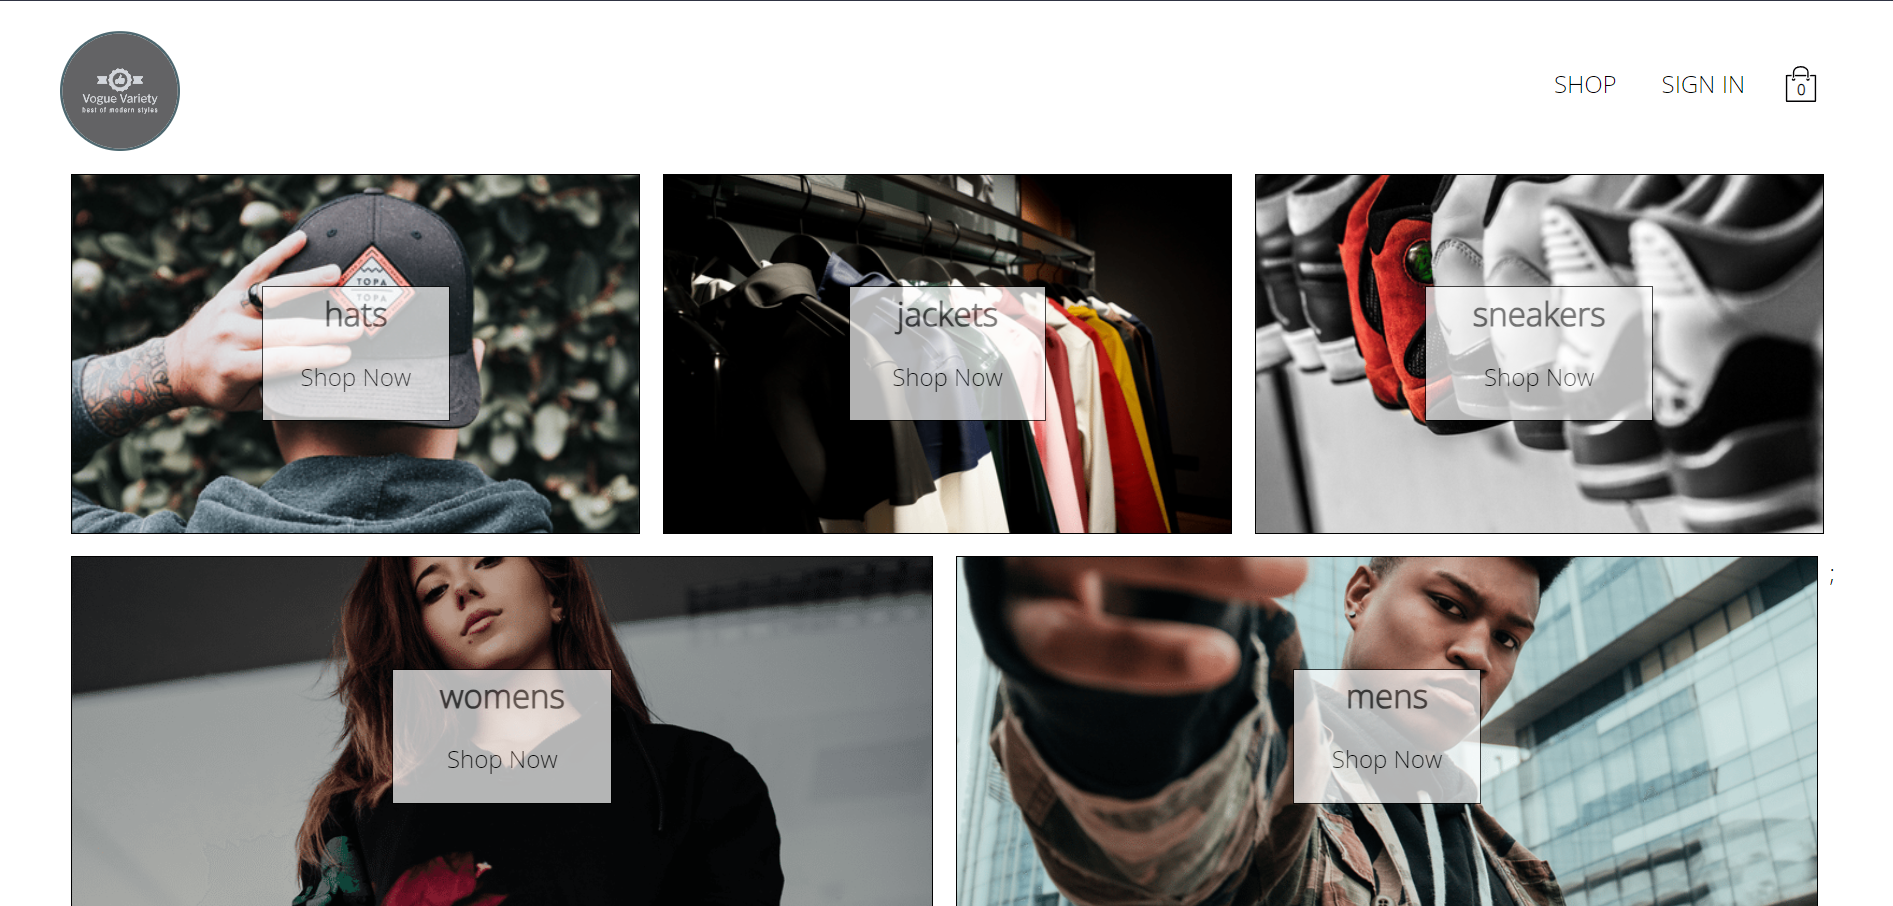 Vogue Variety
best of modern styles
SHOP
SIGN IN
0
TOPA
TOPA
hats
Shop Now
jackets
Shop Now
sneakers
Shop Now
;
womens
Shop Now
mens
Shop Now